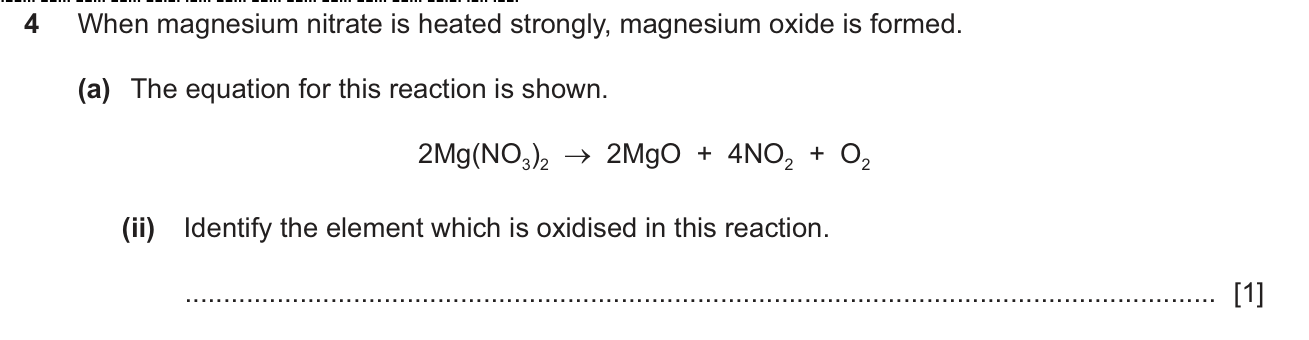 4 When magnesium nitrate is heated strongly, magnesium oxide is formed.
(a) The equation for this reaction is shown.
2Mg(NO₃)₂ → 2MgO + 4NO₂ + O₂
(ii) Identify the element which is oxidised in this reaction.
.......................................................................................................................................... [1]